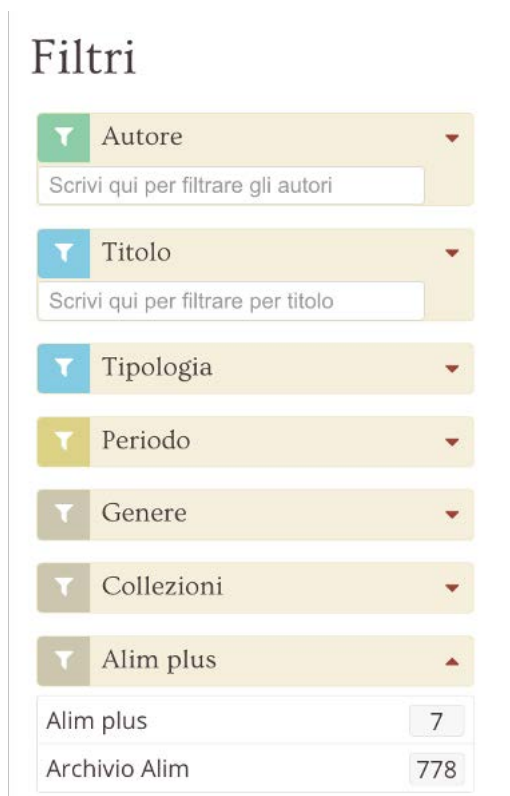 Filtri
Autore
Scrivi qui per filtrare gli autori
Titolo
Scrivi qui per filtrare per titolo
Tipologia
Periodo
Genere
Collezioni
Alim plus
Alim plus 7
Archivio Alim 778